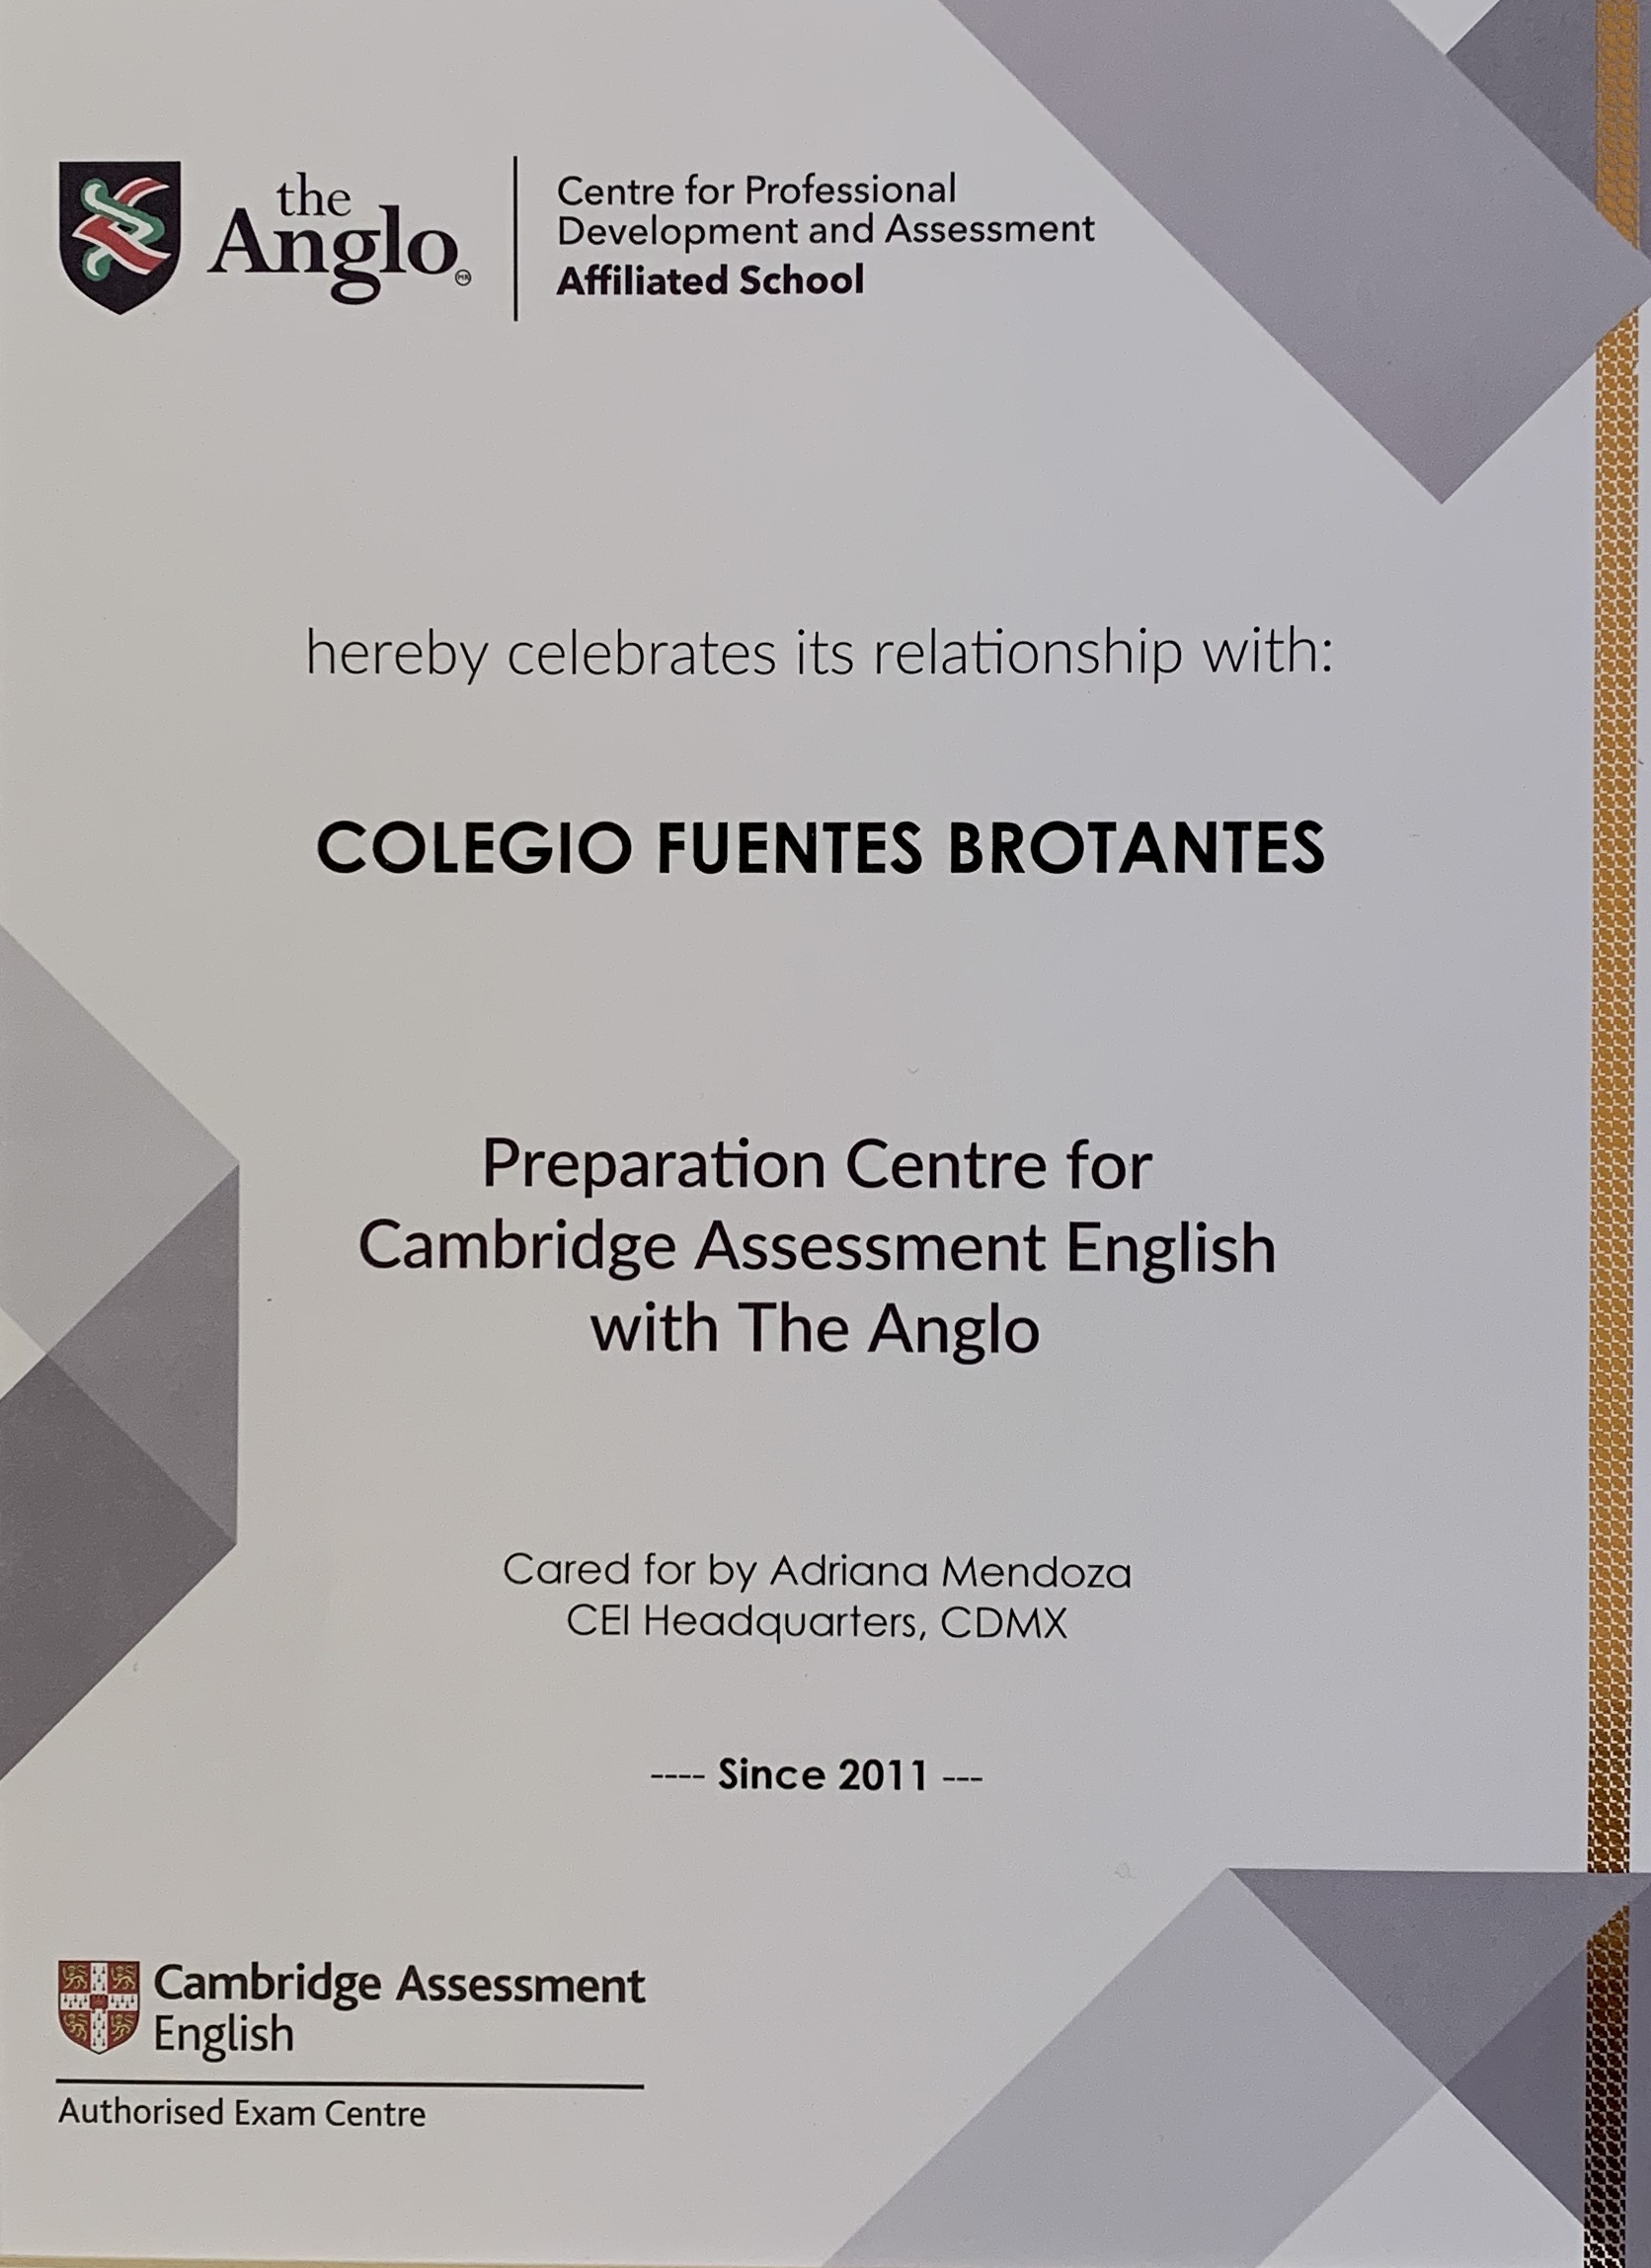 the
Anglo
MR
Centre for Professional
Development and Assessment
Affiliated School
hereby celebrates its relationship with:
COLEGIO FUENTES BROTANTES
Preparation Centre for
Cambridge Assessment English
with The Anglo
Cared for by Adriana Mendoza
CEI Headquarters, CDMX
---- Since 2011 ---
Cambridge Assessment
English
Authorised Exam Centre